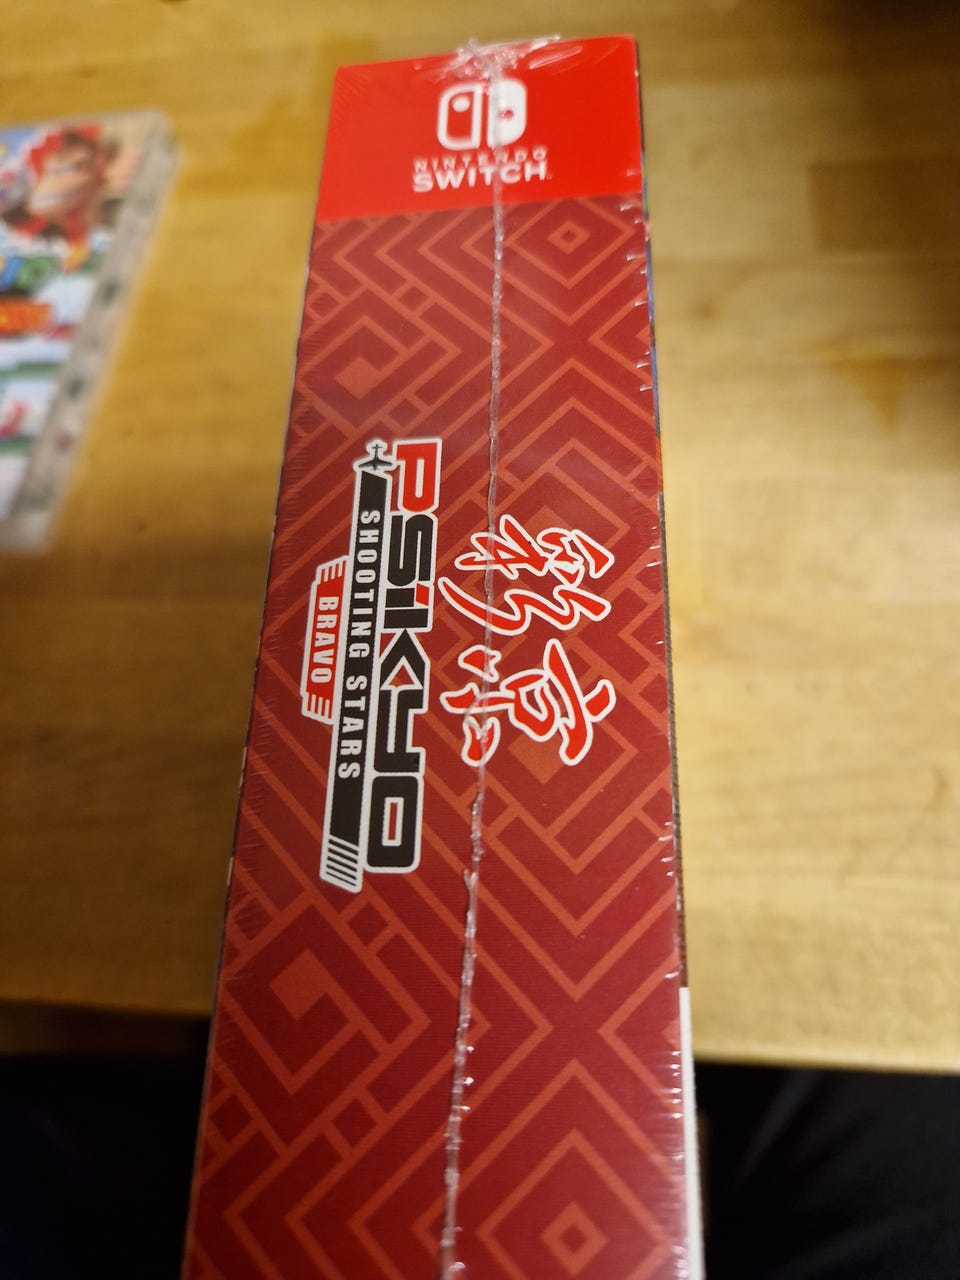 NINTENDO
SWITCH
彩京
PSiKYO
SHOOTING STARS
BRAVO